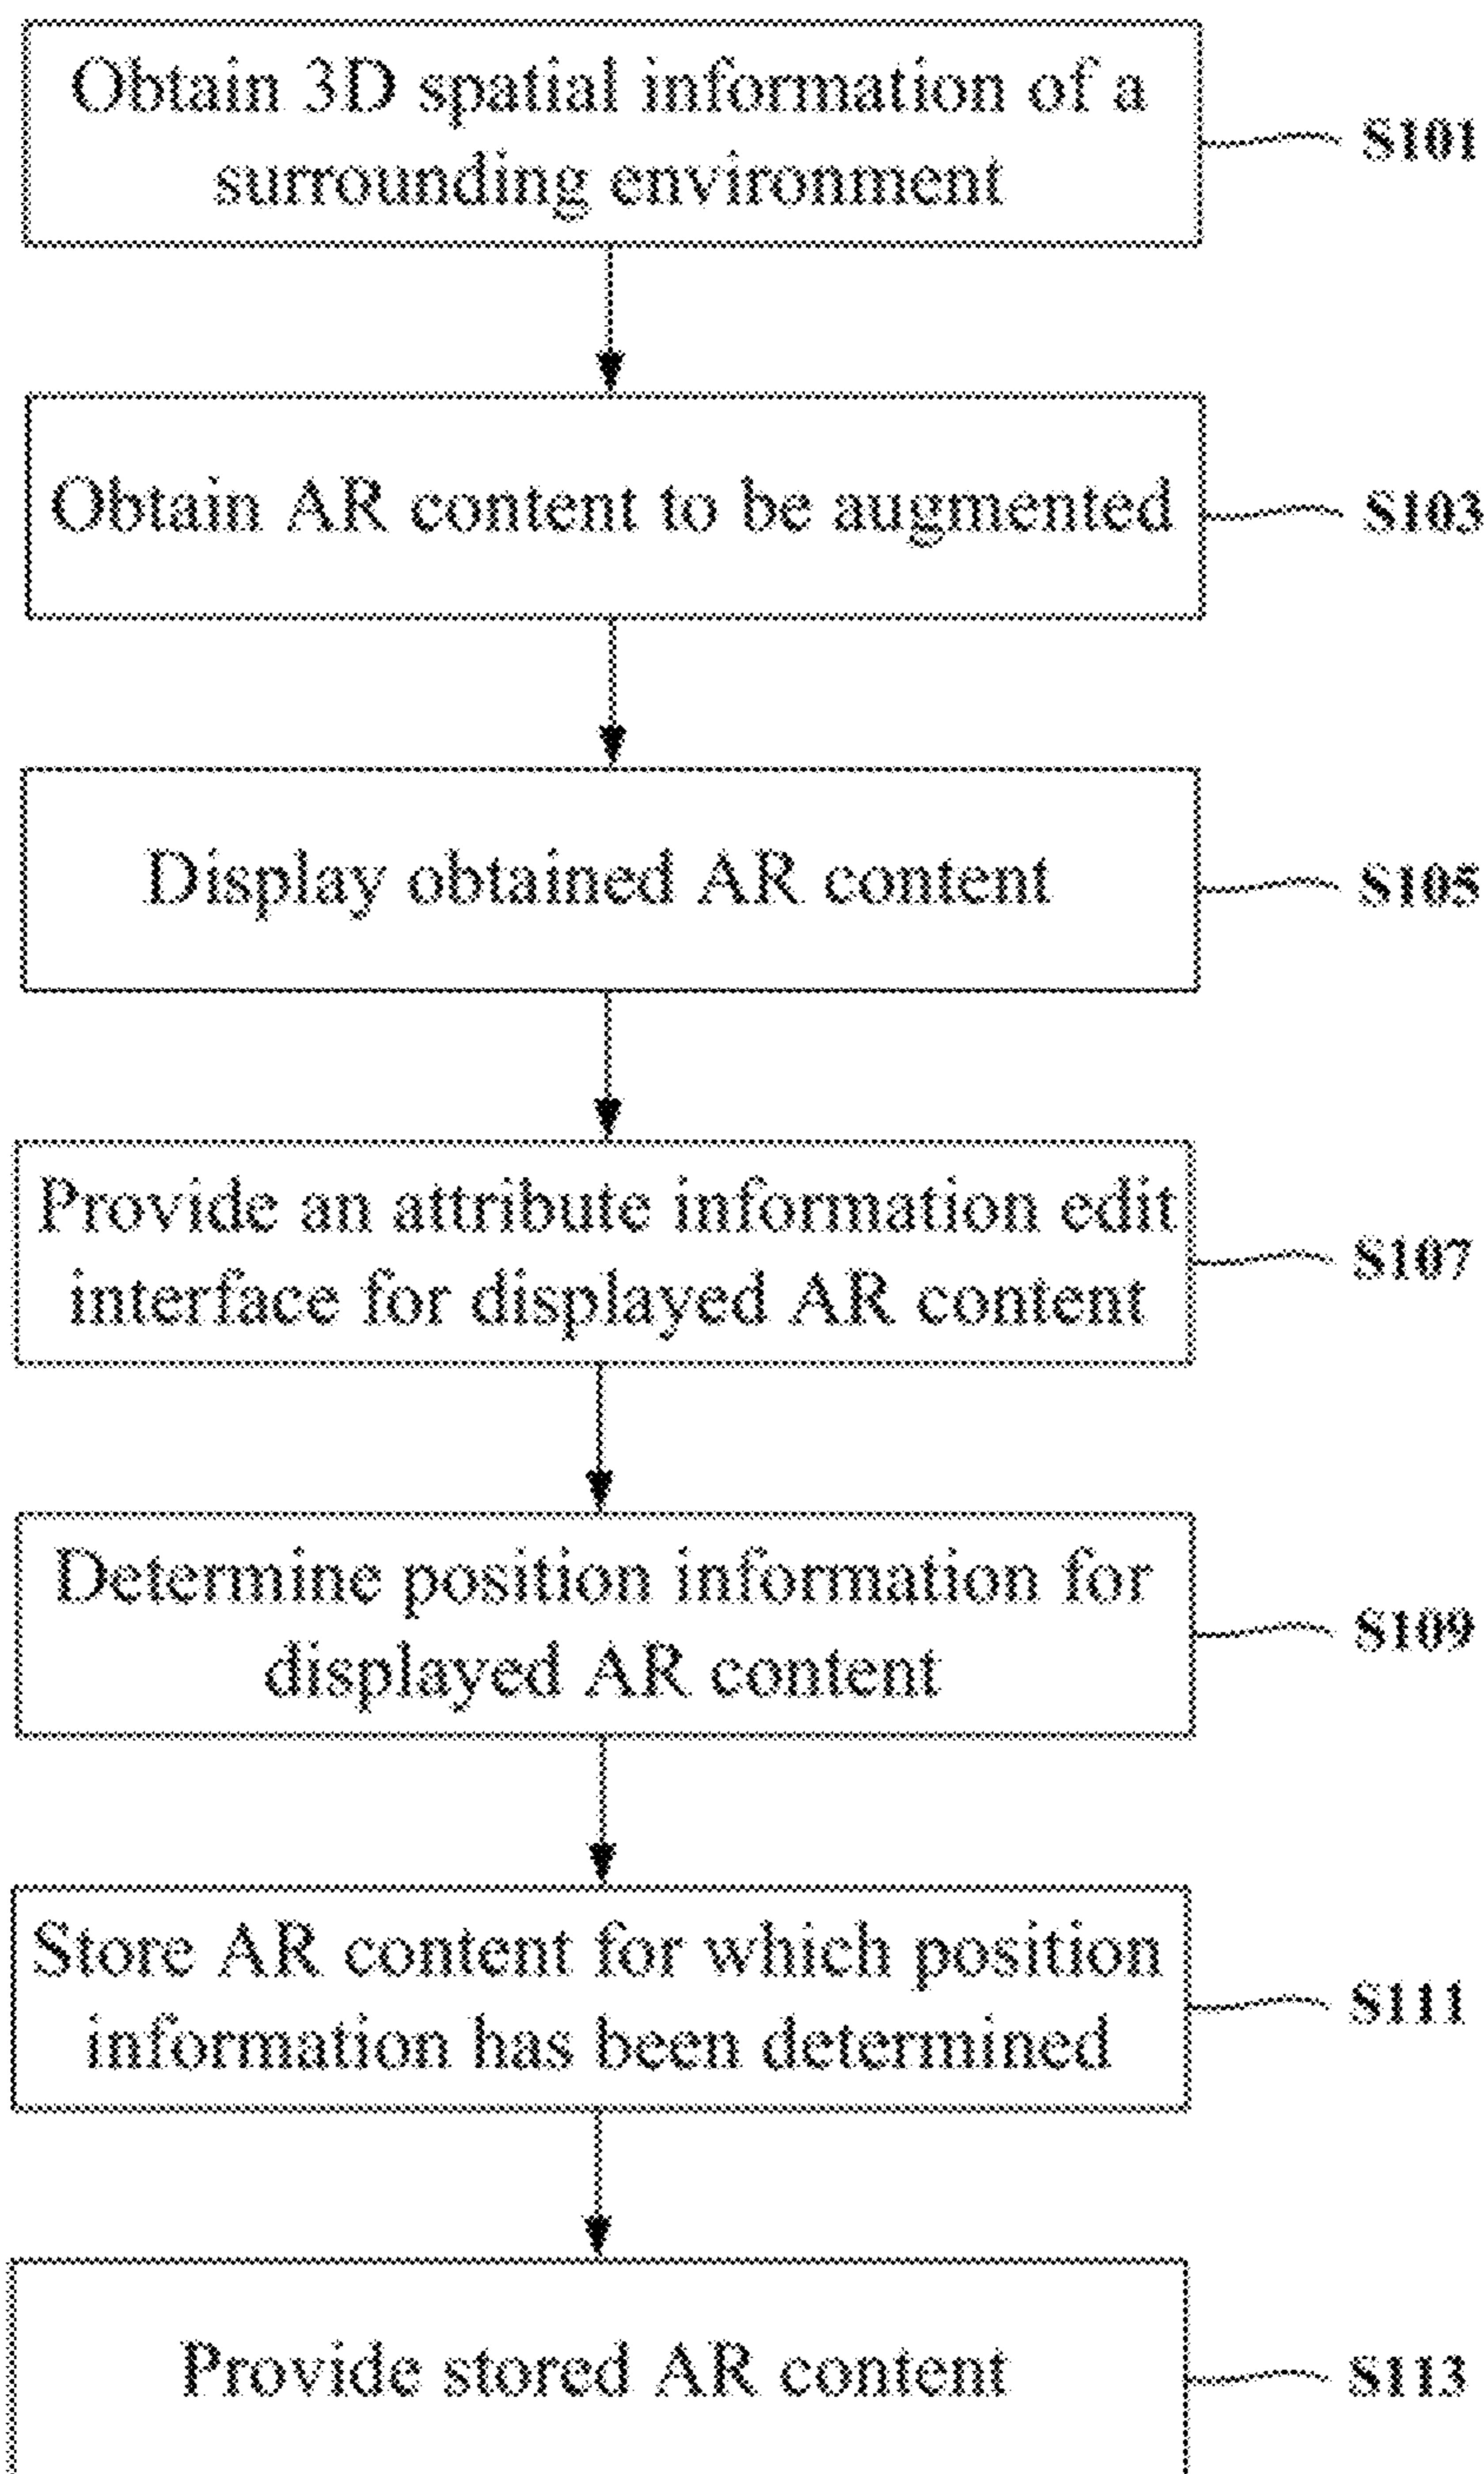 Obtain 3D spatial information of a
surrounding environment
S101
Obtain AR content to be augmented
S103
Display obtained AR content
S105
Provide an attribute information edit
interface for displayed AR content
S107
Determine position information for
displayed AR content
S109
Store AR content for which position
information has been determined
S111
Provide stored AR content
S113